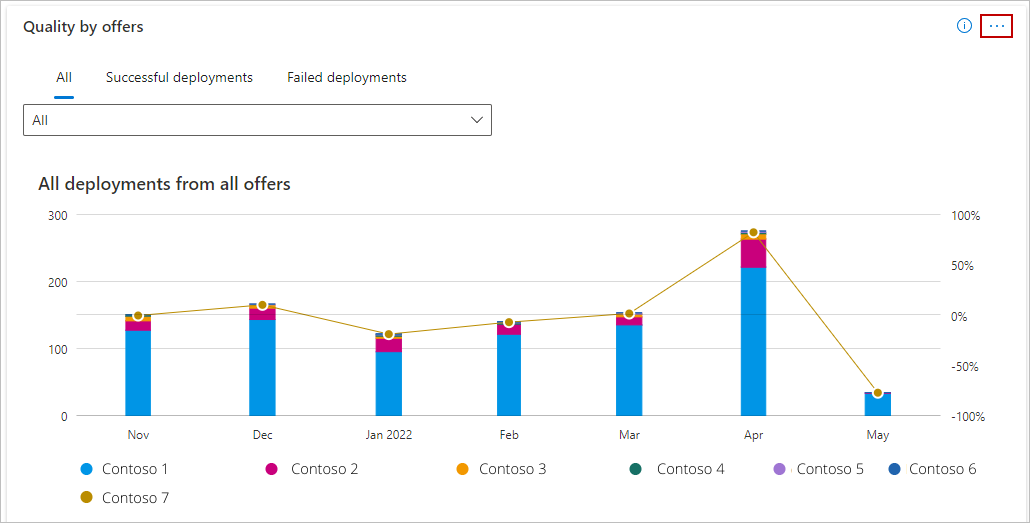 Quality by offers
All Successful deployments Failed deployments
All
All deployments from all offers
300 100%
50%
200
0%
100
-50%
0 -100%
Nov Dec Jan 2022 Feb Mar Apr May
Contoso 1 Contoso 2 Contoso 3 Contoso 4 Contoso 5 Contoso 6
Contoso 7